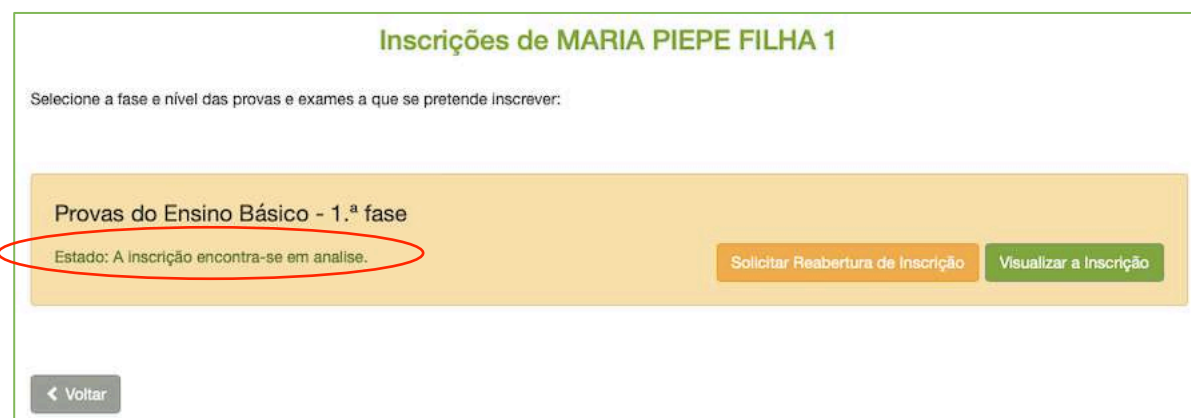 Inscrições de MARIA PIEPE FILHA 1
Selecione a fase e nível das provas e exames a que se pretende inscrever:
Provas do Ensino Básico - 1.ª fase
Estado: A inscrição encontra-se em analise.
Solicitar Reabertura de Inscrição Visualizar a Inscrição
Voltar